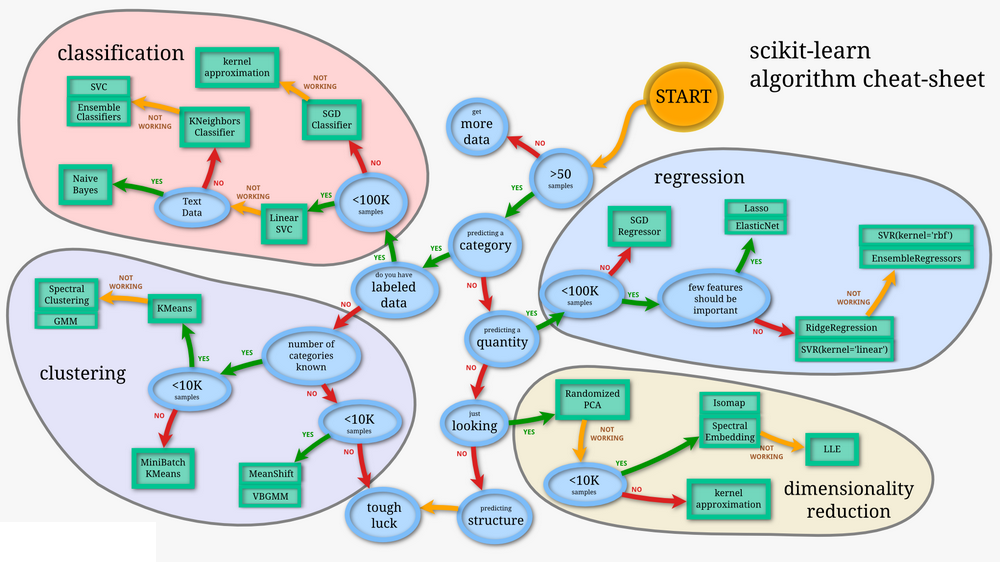 scikit-learn
algorithm cheat-sheet
START
classification
kernel
approximation
NOT
WORKING
SVC
Ensemble
Classifiers
NOT
WORKING
KNeighbors
Classifier
SGD
Classifier
NO
NO
Naive
Bayes
YES
Text
Data
NOT
WORKING
Linear
SVC
YES
<100K
samples
YES
get
more
data
NO
>50
samples
YES
predicting a
category
YES
do you have
labeled
data
NO
NO
predicting a
quantity
YES
NO
just
looking
YES
NO
predicting
structure
tough
luck
regression
SGD
Regressor
NO
<100K
samples
YES
Lasso
ElasticNet
YES
few features
should be
important
NO
SVR(kernel='rbf')
EnsembleRegressors
NOT
WORKING
RidgeRegression
SVR(kernel='linear')
clustering
Spectral
Clustering
GMM
NOT
WORKING
KMeans
YES
number of
categories
known
YES
NO
<10K
samples
NO
MiniBatch
KMeans
<10K
samples
YES
NO
MeanShift
VBGMM
dimensionality
reduction
Randomized
PCA
NOT
WORKING
<10K
samples
YES
NO
Isomap
Spectral
Embedding
NOT
WORKING
LLE
kernel
approximation